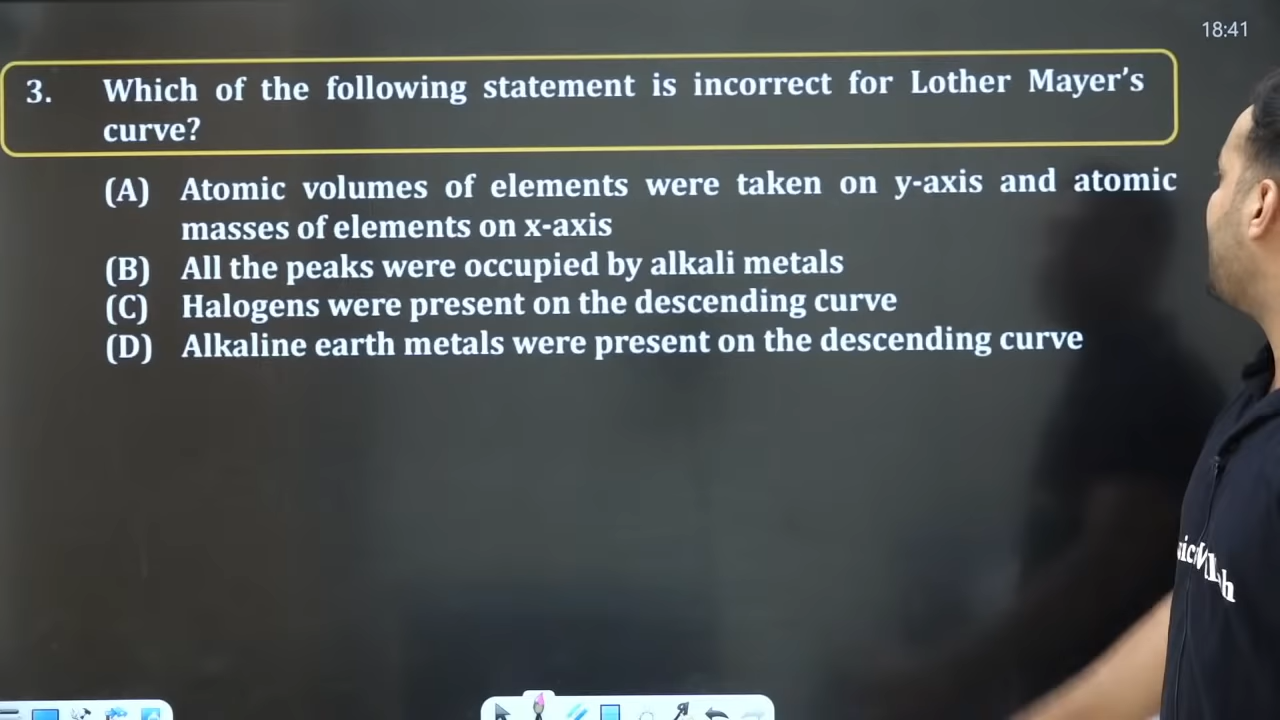 18:41
3. Which of the following statement is incorrect for Lother Mayer's
curve?
(A) Atomic volumes of elements were taken on y-axis and atomic
masses of elements on x-axis
(B) All the peaks were occupied by alkali metals
(C) Halogens were present on the descending curve
(D) Alkaline earth metals were present on the descending curve